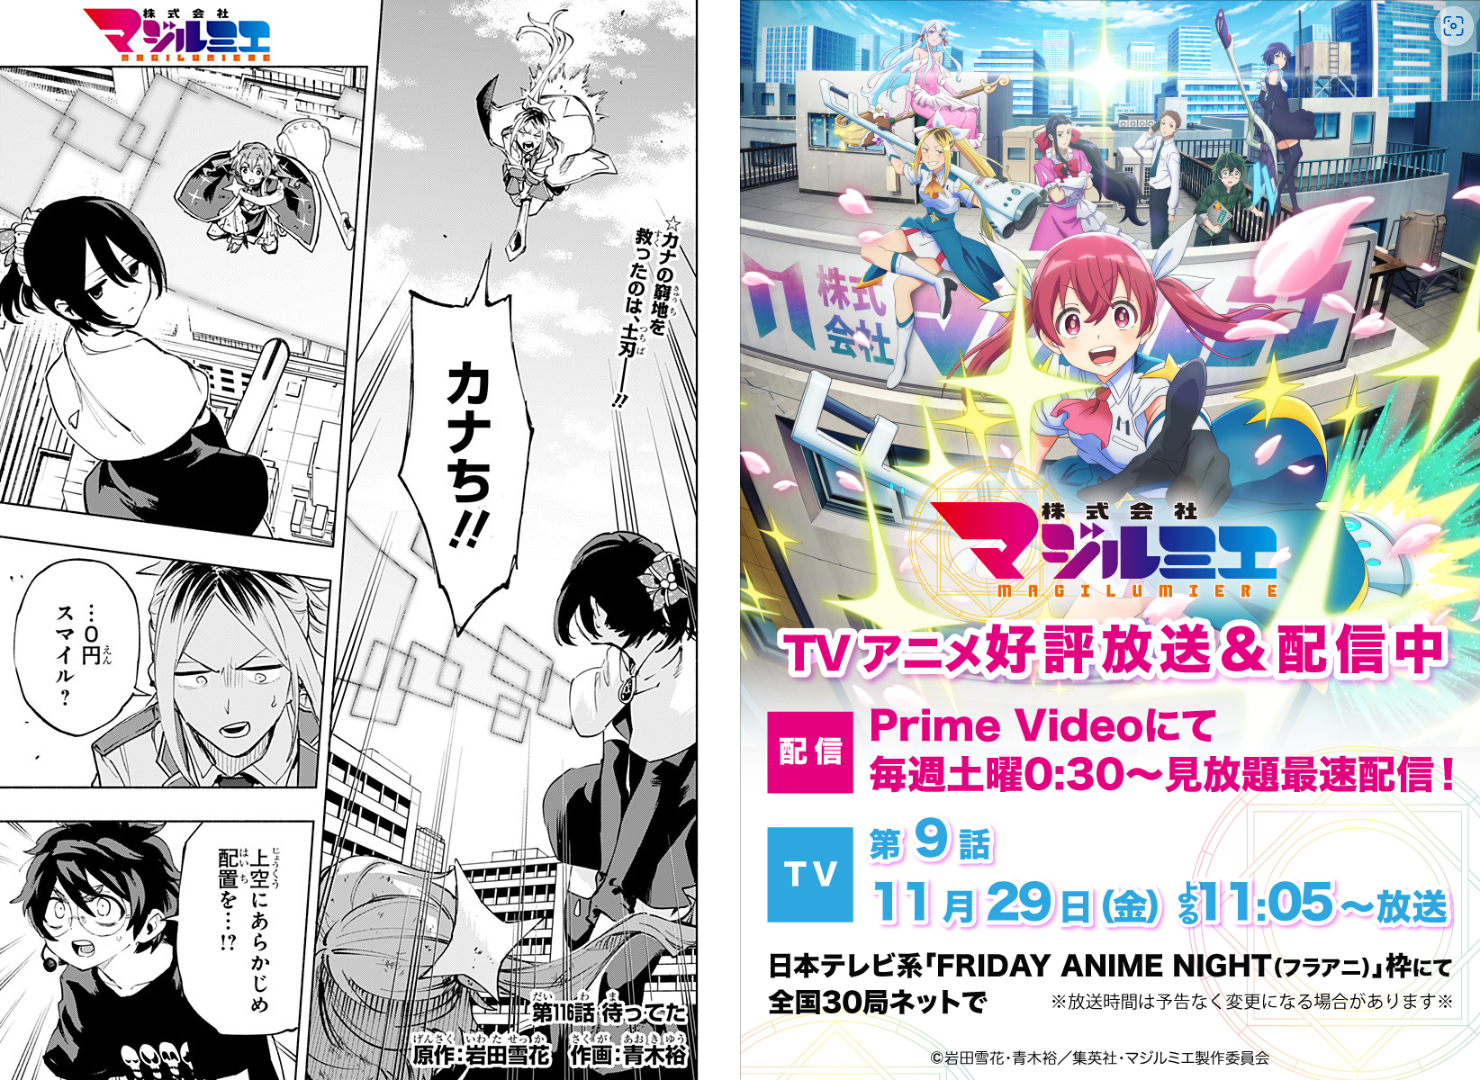 株式会社
マジルミエ
MAGILUMIERE
☆カナの窮地を
救ったのは、土刃――!!
カナち!!
…0円
スマイル?
上空にあらかじめ
配置を…!?
第116話 待ってた
原作:岩田雪花 作画:青木裕
株式
会社
株式会社
マジルミエ
MAGILUMIERE
TVアニメ好評放送&配信中
配信
Prime Videoにて
毎週土曜0:30〜見放題最速配信!
TV
第9話
11月29日(金)よる11:05〜放送
日本テレビ系「FRIDAY ANIME NIGHT(フラアニ)」枠にて
全国30局ネットで
※放送時間は予告なく変更になる場合があります※
©岩田雪花・青木裕/集英社・マジルミエ製作委員会